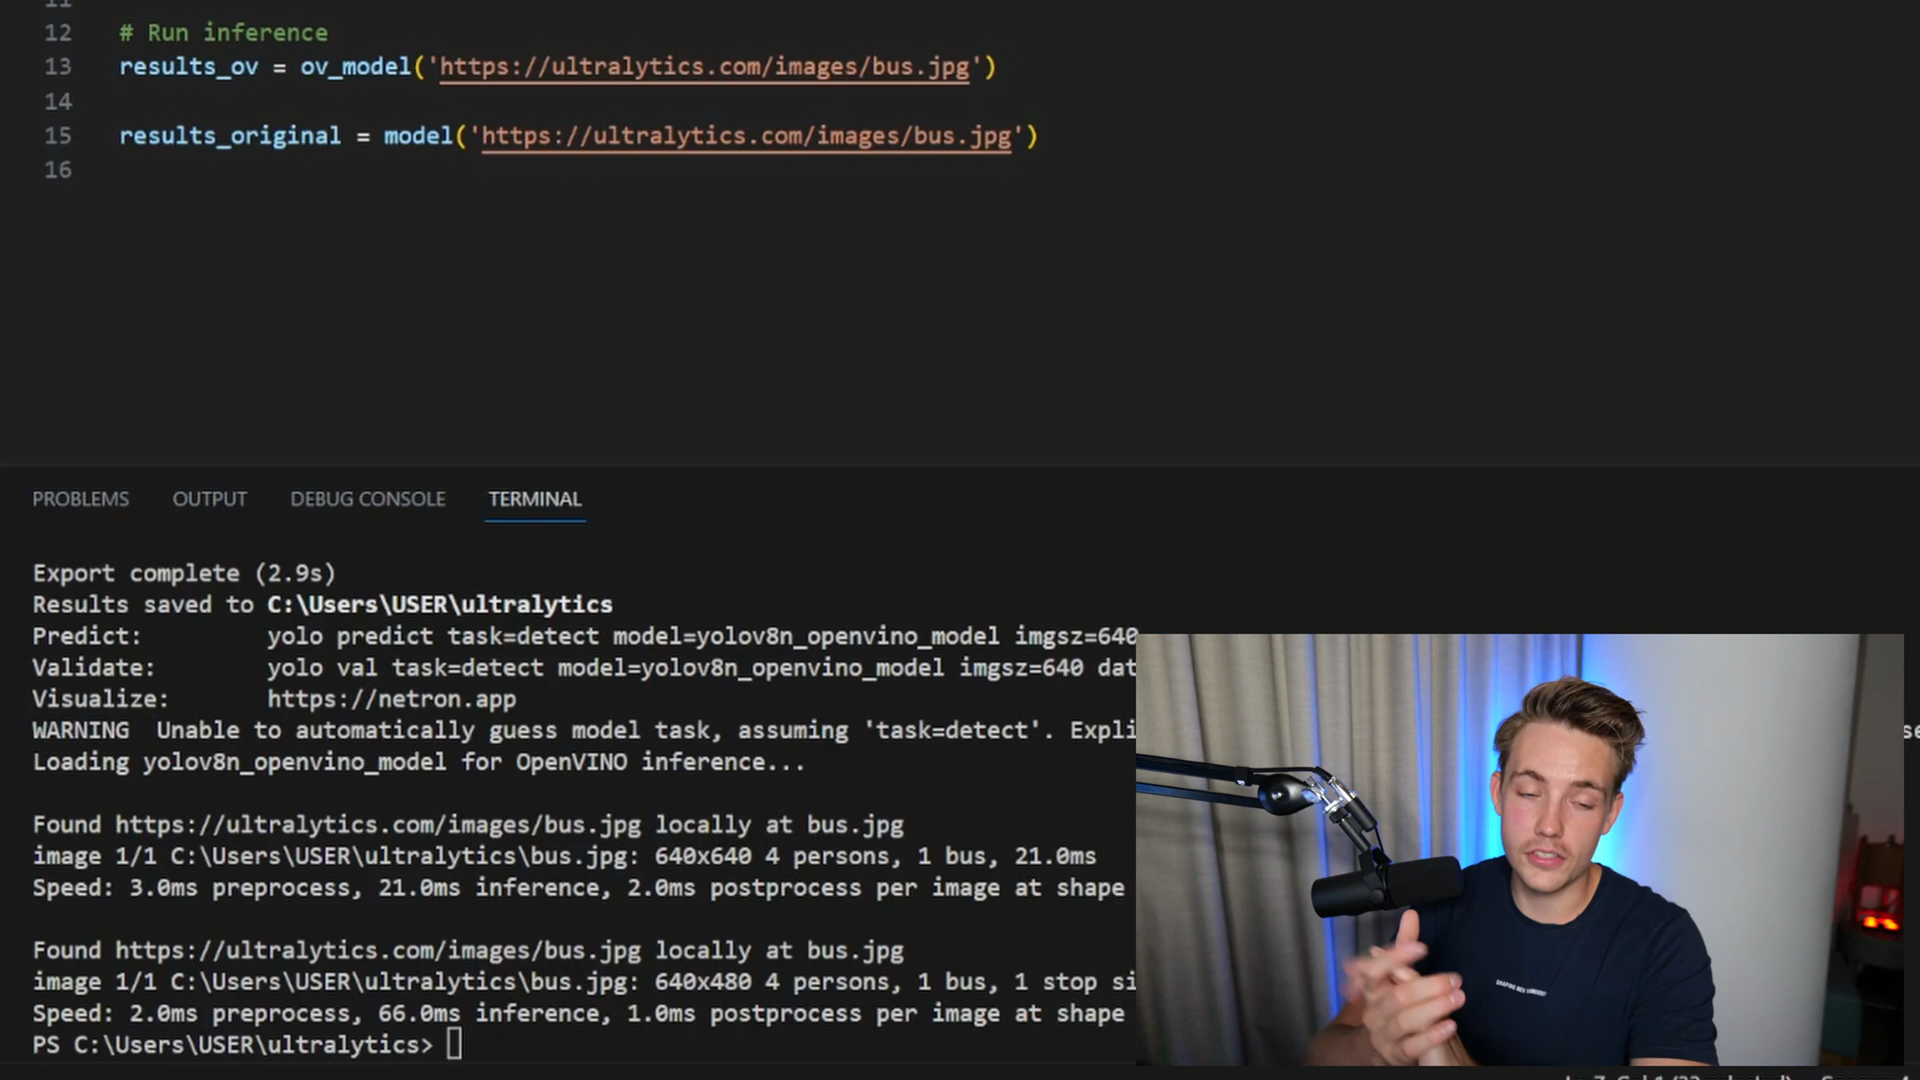 11
12 # Run inference
13 results_ov = ov_model('https://ultralytics.com/images/bus.jpg')
14
15 results_original = model('https://ultralytics.com/images/bus.jpg')
16
PROBLEMS OUTPUT DEBUG CONSOLE TERMINAL
Export complete (2.9s)
Results saved to C:\Users\USER\ultralytics
Predict: yolo predict task=detect model=yolov8n_openvino_model imgsz=640
Validate: yolo val task=detect model=yolov8n_openvino_model imgsz=640 dat
Visualize: https://netron.app
WARNING Unable to automatically guess model task, assuming 'task=detect'. Expli se
Loading yolov8n_openvino_model for OpenVINO inference...
Found https://ultralytics.com/images/bus.jpg locally at bus.jpg
image 1/1 C:\Users\USER\ultralytics\bus.jpg: 640x640 4 persons, 1 bus, 21.0ms
Speed: 3.0ms preprocess, 21.0ms inference, 2.0ms postprocess per image at shape
Found https://ultralytics.com/images/bus.jpg locally at bus.jpg
image 1/1 C:\Users\USER\ultralytics\bus.jpg: 640x480 4 persons, 1 bus, 1 stop si
Speed: 2.0ms preprocess, 66.0ms inference, 1.0ms postprocess per image at shape
PS C:\Users\USER\ultralytics>